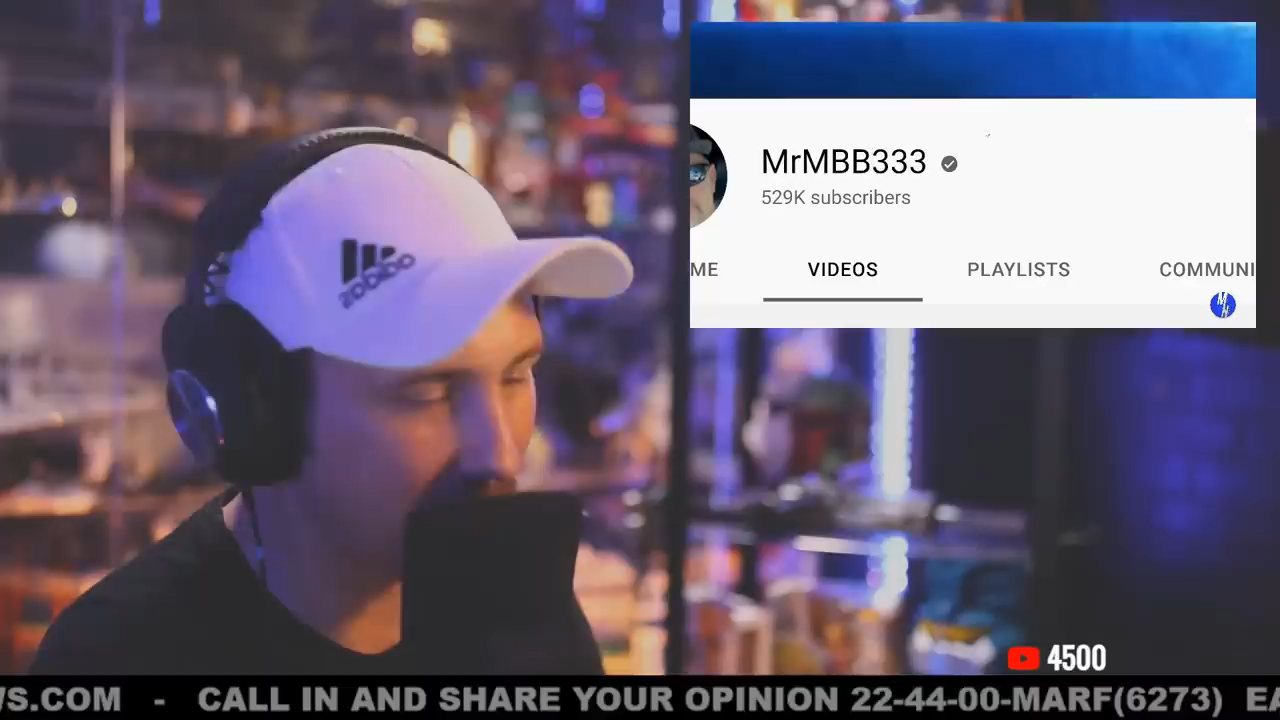 MrMBB333
529K subscribers
ME VIDEOS PLAYLISTS COMMUNI
adidas
4500
WS.COM - CALL IN AND SHARE YOUR OPINION 22-44-00-MARF(6273) EA